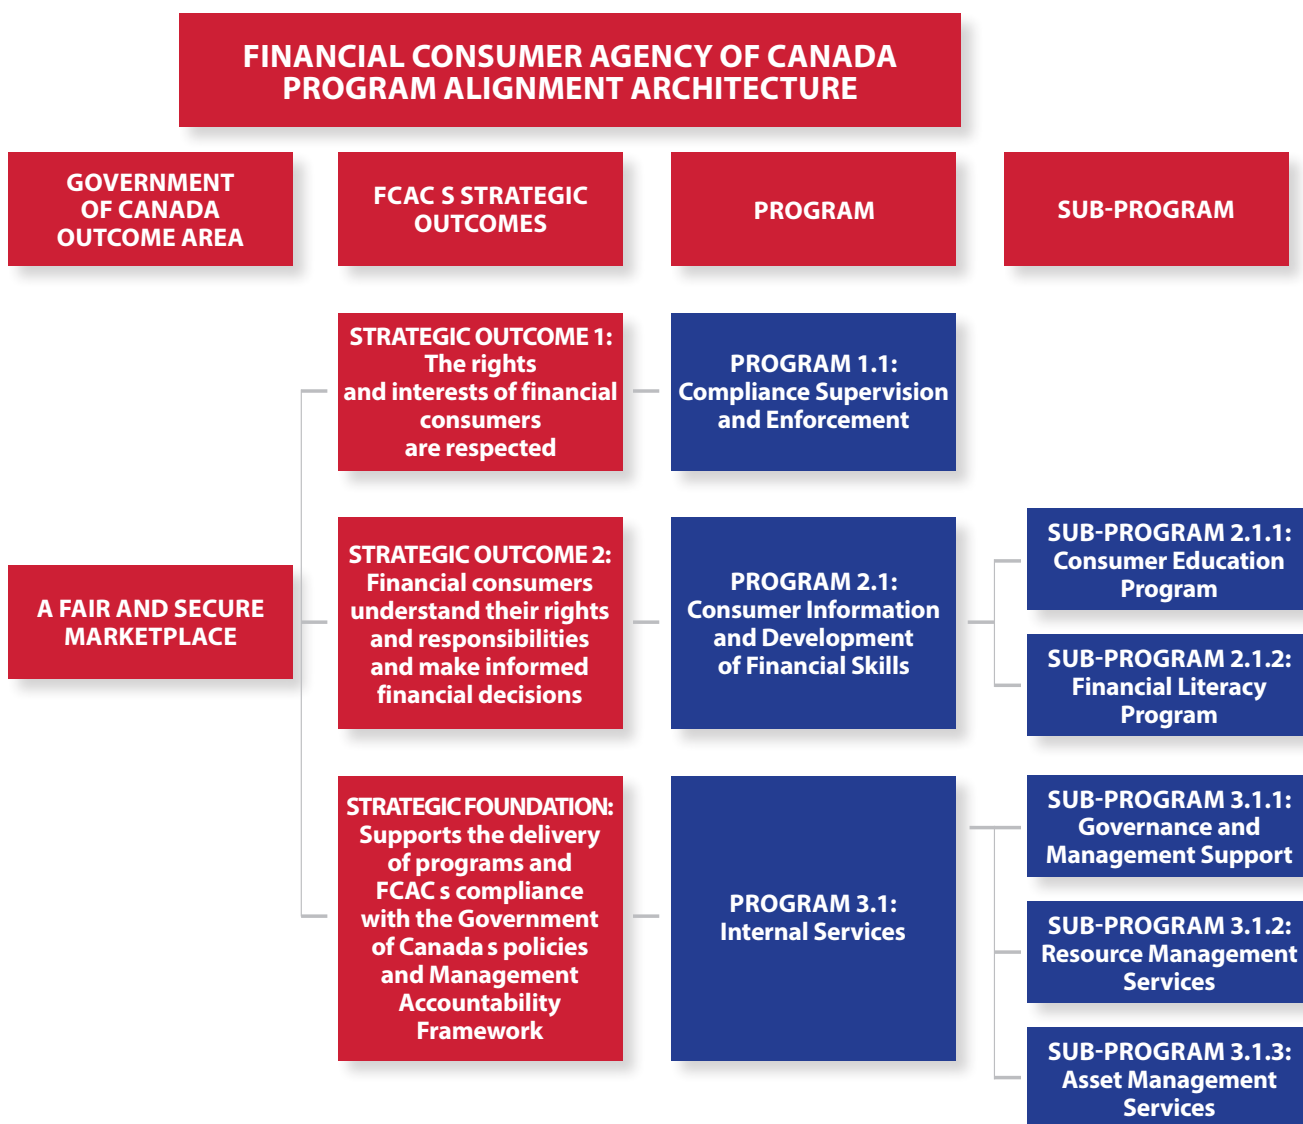 FINANCIAL CONSUMER AGENCY OF CANADA
PROGRAM ALIGNMENT ARCHITECTURE
GOVERNMENT
OF CANADA
OUTCOME AREA
FCAC S STRATEGIC
OUTCOMES
PROGRAM
SUB-PROGRAM
STRATEGIC OUTCOME 1:
The rights
and interests of financial
consumers
are respected
PROGRAM 1.1:
Compliance Supervision
and Enforcement
A FAIR AND SECURE
MARKETPLACE
STRATEGIC OUTCOME 2:
Financial consumers
understand their rights
and responsibilities
and make informed
financial decisions
PROGRAM 2.1:
Consumer Information
and Development
of Financial Skills
SUB-PROGRAM 2.1.1:
Consumer Education
Program
SUB-PROGRAM 2.1.2:
Financial Literacy
Program
STRATEGIC FOUNDATION:
Supports the delivery
of programs and
FCAC s compliance
with the Government
of Canada s policies
and Management
Accountability
Framework
PROGRAM 3.1:
Internal Services
SUB-PROGRAM 3.1.1:
Governance and
Management Support
SUB-PROGRAM 3.1.2:
Resource Management
Services
SUB-PROGRAM 3.1.3:
Asset Management
Services